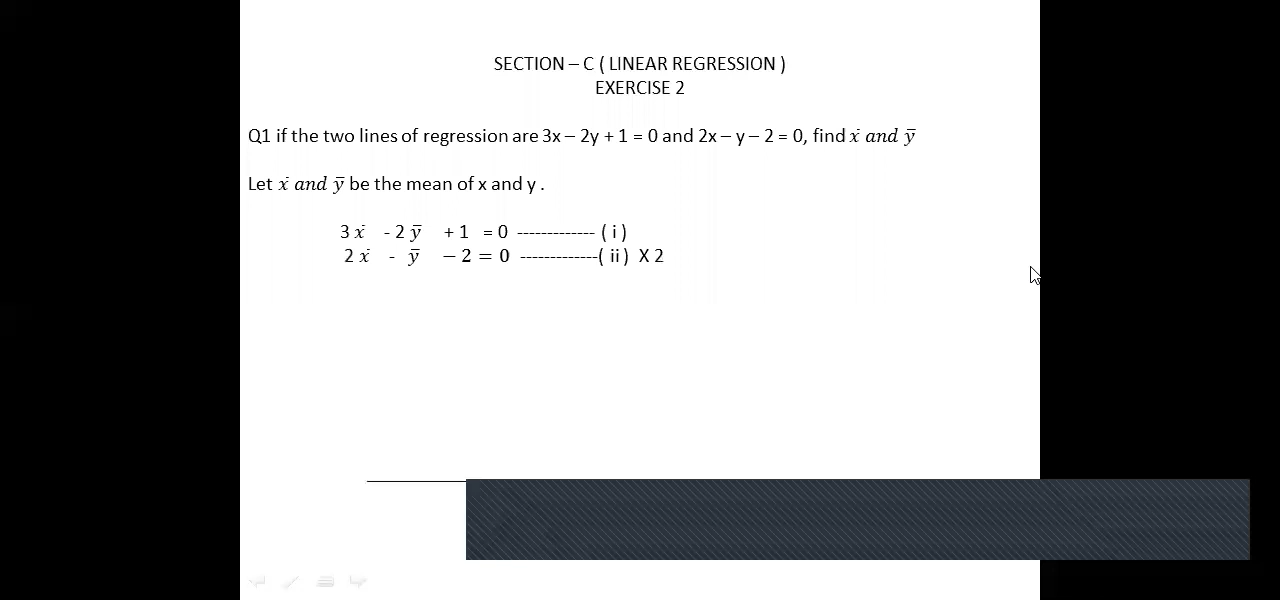 SECTION – C ( LINEAR REGRESSION )
EXERCISE 2
Q1 if the two lines of regression are 3x – 2y + 1 = 0 and 2x – y – 2 = 0, find x̄ and ȳ
Let x̄ and ȳ be the mean of x and y .
3 x̄ - 2 ȳ + 1 = 0 ------------- ( i )
2 x̄ - ȳ − 2 = 0 -------------( ii ) X 2